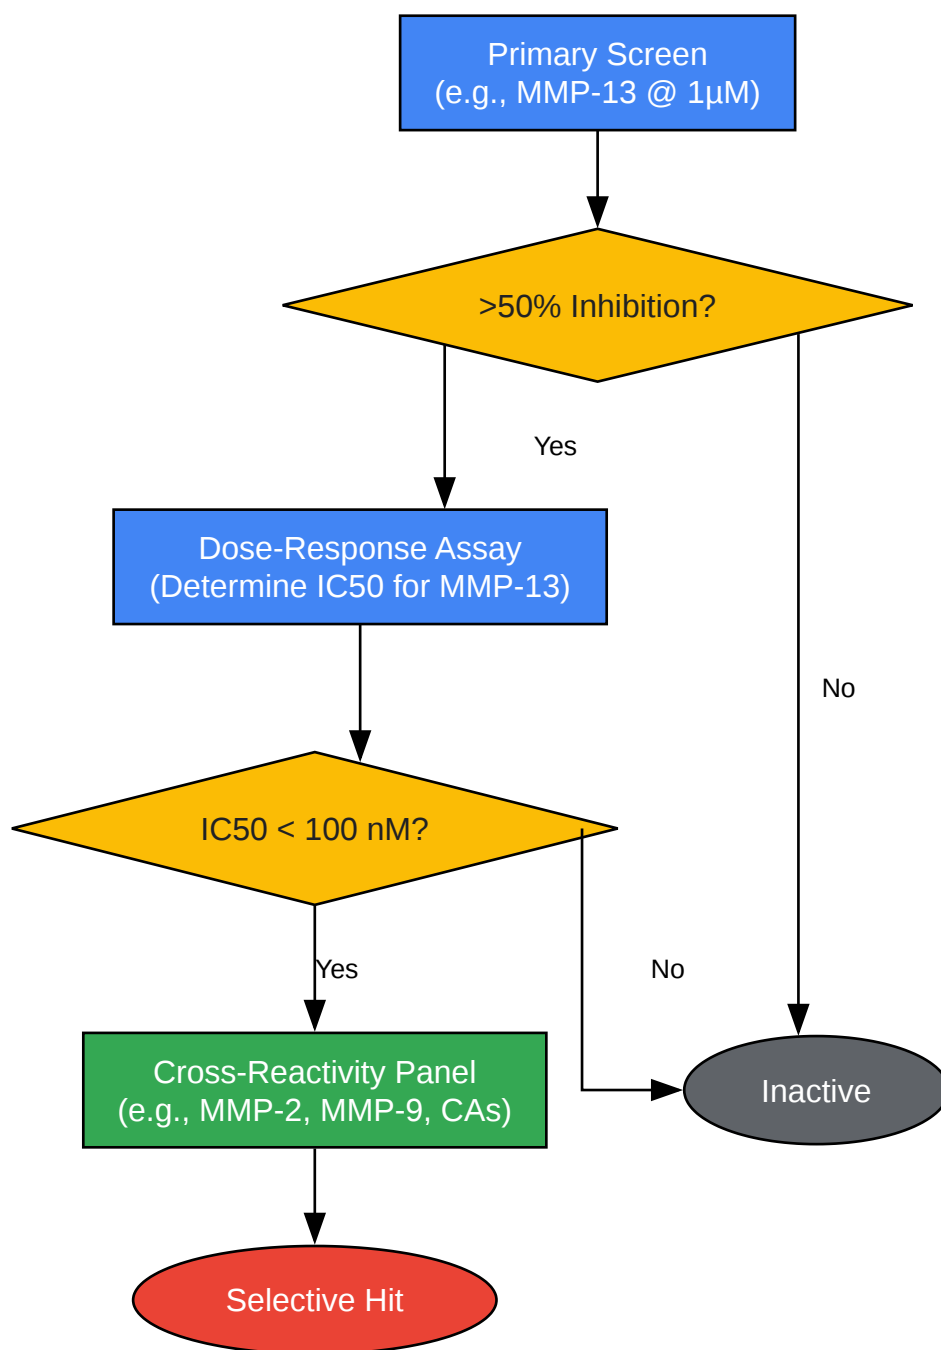 Primary Screen
(e.g., MMP-13 @ 1µM)
>50% Inhibition?
Yes
Dose-Response Assay
(Determine IC50 for MMP-13)
No
IC50 < 100 nM?
Yes
No
Cross-Reactivity Panel
(e.g., MMP-2, MMP-9, CAs)
Inactive
Selective Hit